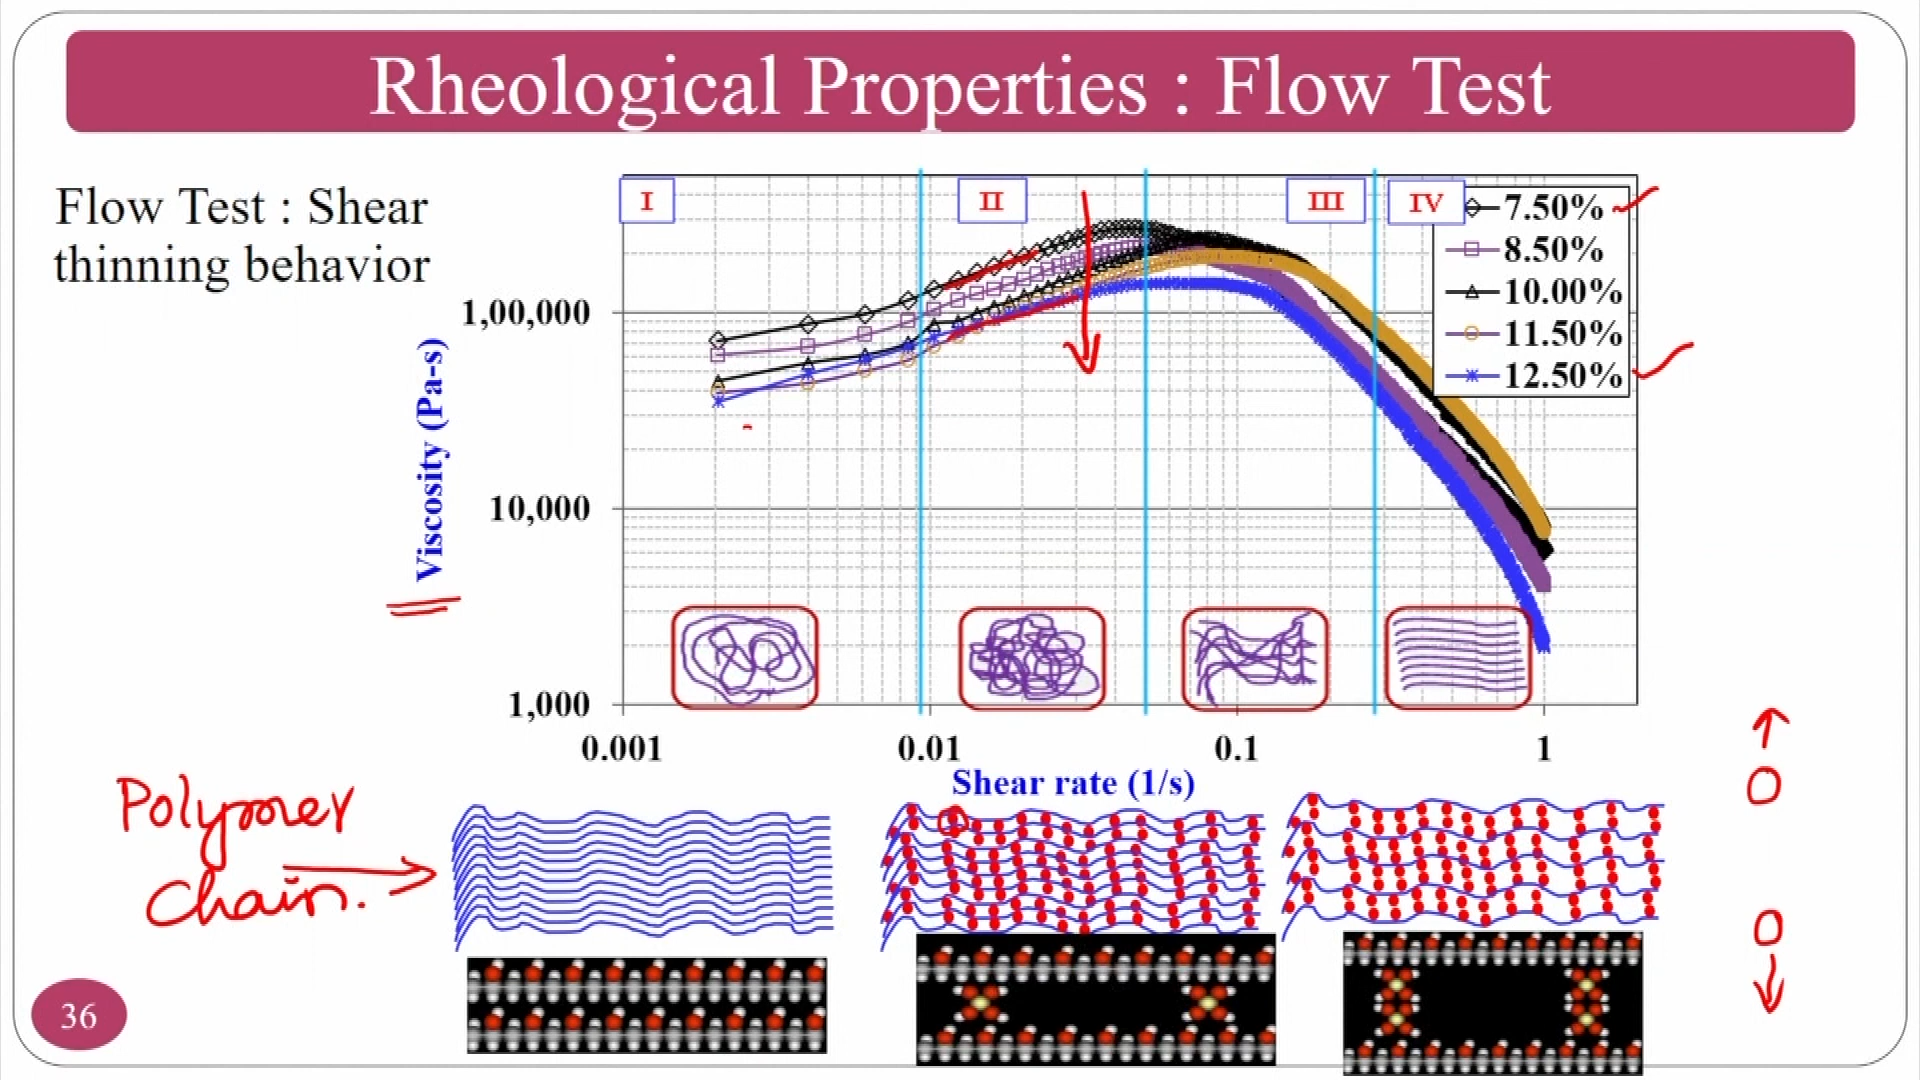 Rheological Properties : Flow Test
Flow Test : Shear
thinning behavior
I
II
III
IV
7.50%
8.50%
10.00%
11.50%
12.50%
Viscosity (Pa-s)
1,00,000
10,000
1,000
0.001
0.01
0.1
1
Shear rate (1/s)
Polymer
Chain.
36